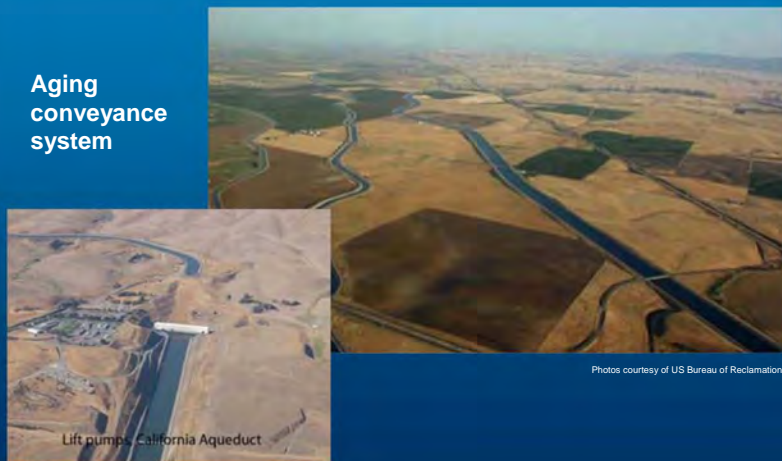 Aging
conveyance
system
Photos courtesy of US Bureau of Reclamation
Lift pumps, California Aqueduct